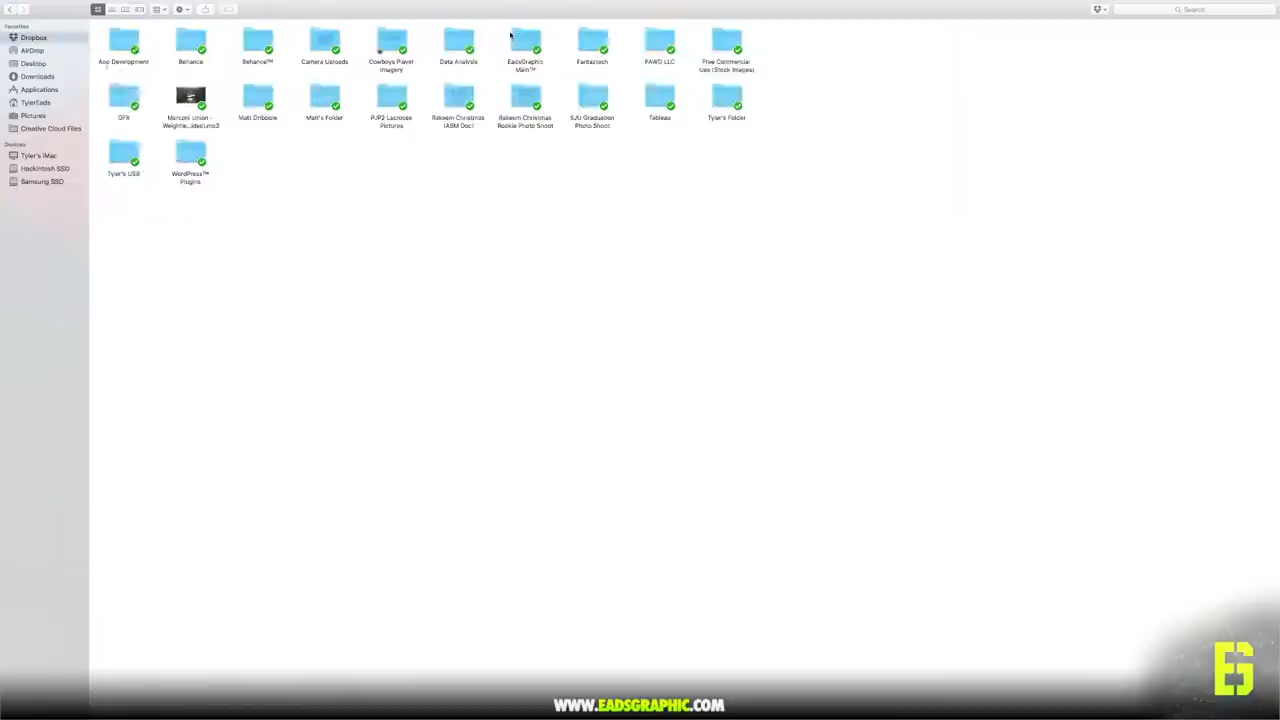 Search
Favorites
Dropbox
AirDrop
Desktop
Downloads
Applications
TylerEads
Pictures
Creative Cloud Files
Devices
Tyler's iMac
Hackintosh SSD
Samsung SSD
App Development
Behance
Behance™
Camera Uploads
Cowboys Player
Imagery
Data Analysis
EadsGraphic
Main™
Fantaztech
FAWD LLC
Free Commercial
Use (Stock Images)
GFX
Marconi Union -
Weightle...ided).mp3
Matt Dribbble
Matt's Folder
PJP2 Lacrosse
Pictures
Rakeem Christmas
(ASM Doc)
Rakeem Christmas
Rookie Photo Shoot
SJU Graduation
Photo Shoot
Tableau
Tyler's Folder
Tyler's USB
WordPress™
Plugins
WWW.EADSGRAPHIC.COM